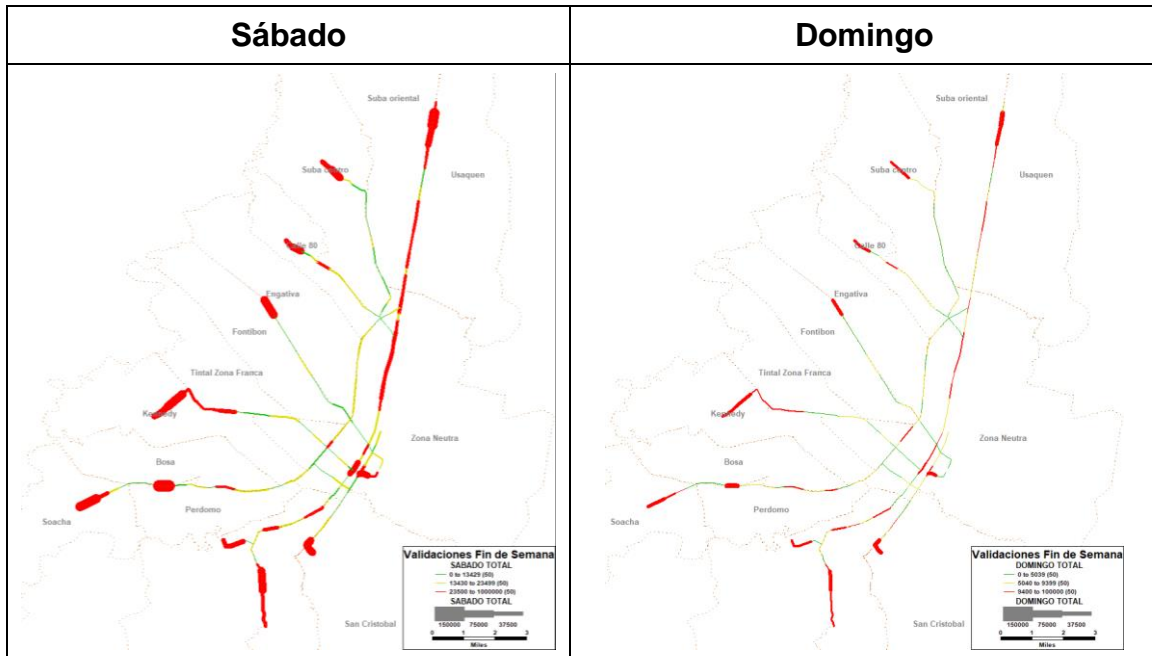 Sábado
Domingo
Suba oriental
Suba centro
Usaquen
Calle 80
Engativa
Fontibon
Tintal Zona Franca
Kennedy
Zona Neutra
Bosa
Perdomo
Soacha
San Cristobal
Validaciones Fin de Semana
SABADO TOTAL
0 to 13429 (50)
13430 to 23499 (50)
23500 to 1000000 (50)
SABADO TOTAL
150000 75000 37500
0 1 2 3
Miles
Suba oriental
Suba centro
Usaquen
Calle 80
Engativa
Fontibon
Tintal Zona Franca
Kennedy
Zona Neutra
Bosa
Perdomo
Soacha
San Cristobal
Validaciones Fin de Semana
DOMINGO TOTAL
0 to 5039 (50)
5040 to 9399 (50)
9400 to 100000 (50)
DOMINGO TOTAL
150000 75000 37500
0 1 2 3
Miles